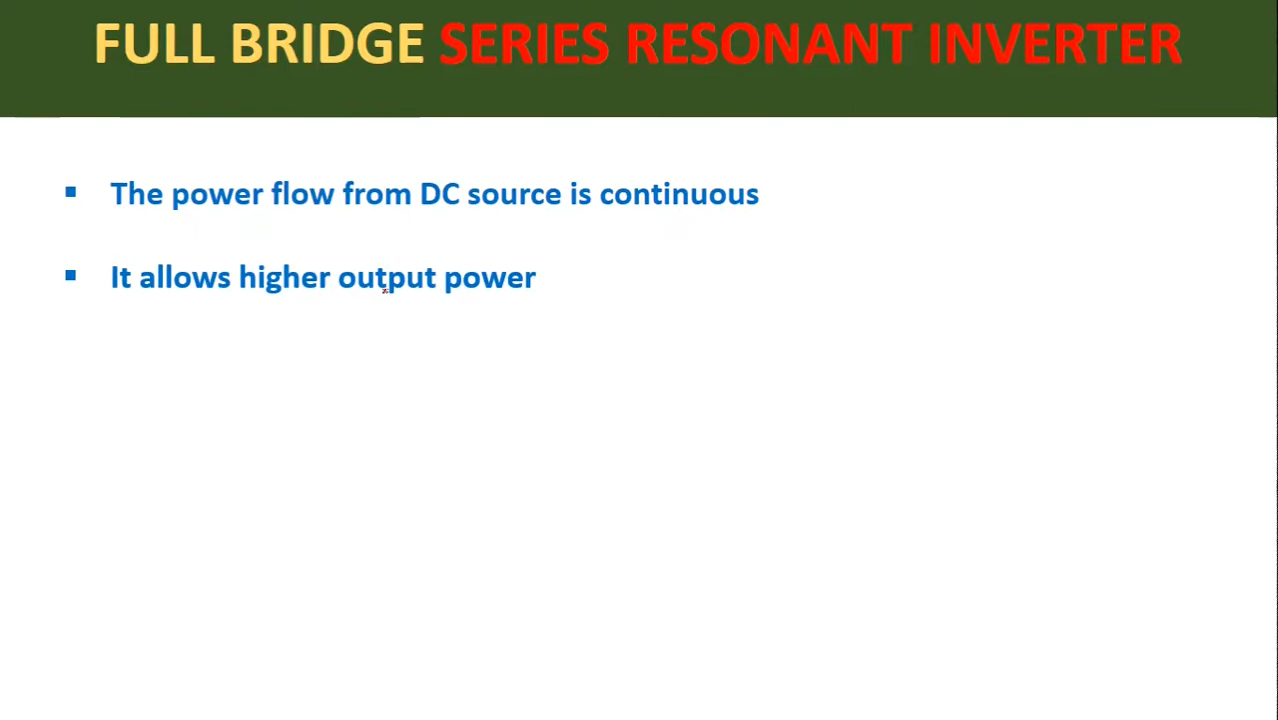 FULL BRIDGE SERIES RESONANT INVERTER
▪ The power flow from DC source is continuous
▪ It allows higher output power